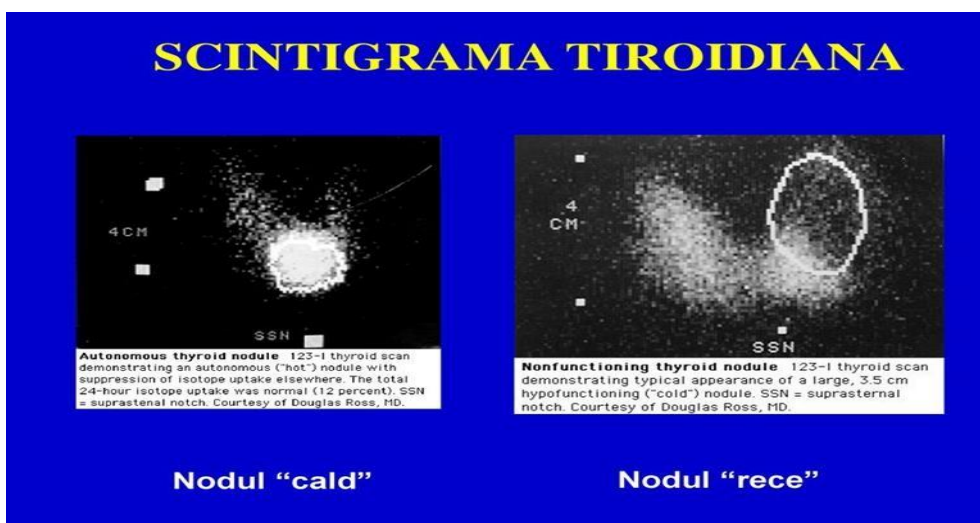 SCINTIGRAMA TIROIDIANA
4CM
SSN
Autonomous thyroid nodule 123-I thyroid scan
demonstrating an autonomous ("hot") nodule with
suppression of isotope uptake elsewhere. The total
24-hour isotope uptake was normal (12 percent). SSN
= suprastenal notch. Courtesy of Douglas Ross, MD.
Nodul “cald”
4
CM
SSN
Nonfunctioning thyroid nodule 123-I thyroid scan
demonstrating typical appearance of a large, 3.5 cm
hypofunctioning ("cold") nodule. SSN = suprasternal
notch. Courtesy of Douglas Ross, MD.
Nodul “rece”